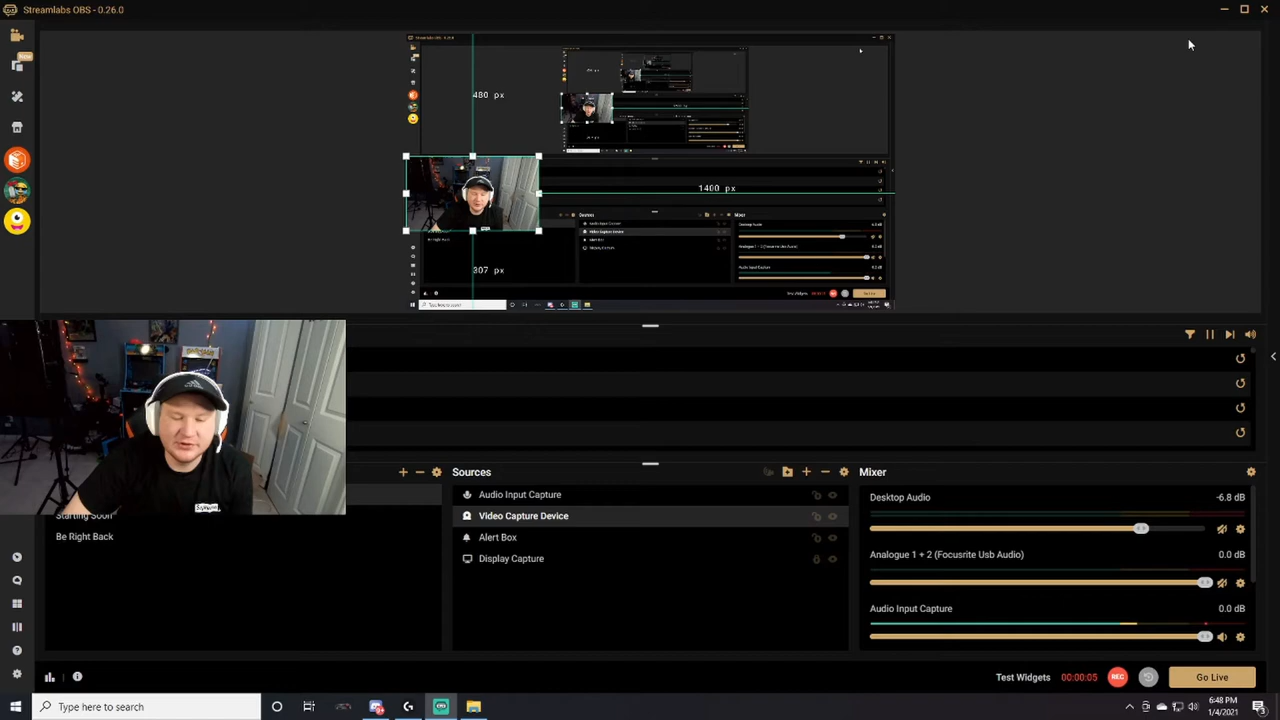 Streamlabs OBS - 0.26.0
New
480 px
1400 px
307 px
Sources
Mixer
Audio Input Capture
Video Capture Device
Alert Box
Display Capture
Starting Soon
Be Right Back
Desktop Audio
-6.8 dB
Analogue 1 + 2 (Focusrite Usb Audio)
0.0 dB
Audio Input Capture
0.0 dB
Test Widgets
00:00:05
REC
Go Live
Type here to search
6:48 PM
1/4/2021